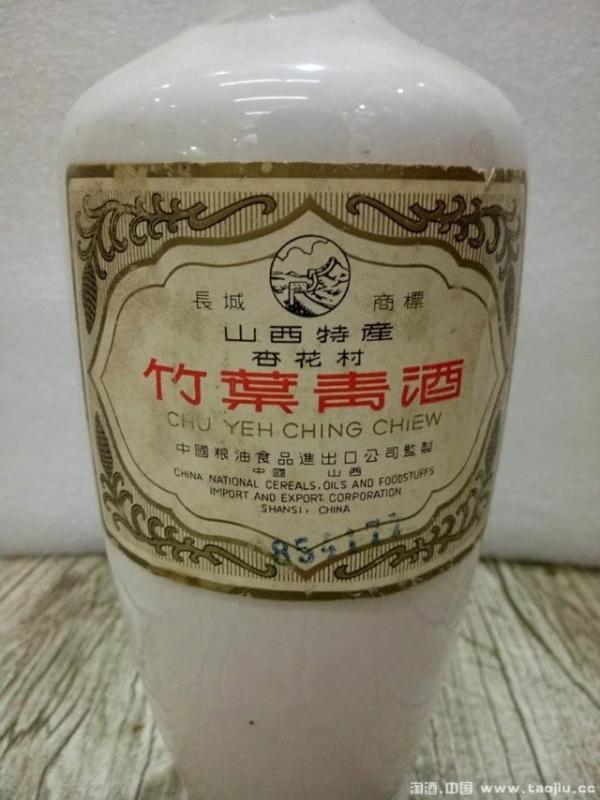 長城 商標
山西特產
杏花村
竹葉青酒
CHU YEH CHING CHIEW
中國粮油食品進出口公司監製
中國 山西
CHINA NATIONAL CEREALS, OILS AND FOODSTUFFS
IMPORT AND EXPORT CORPORATION
SHANSI, CHINA
淘酒.中国 www.taojiu.cc